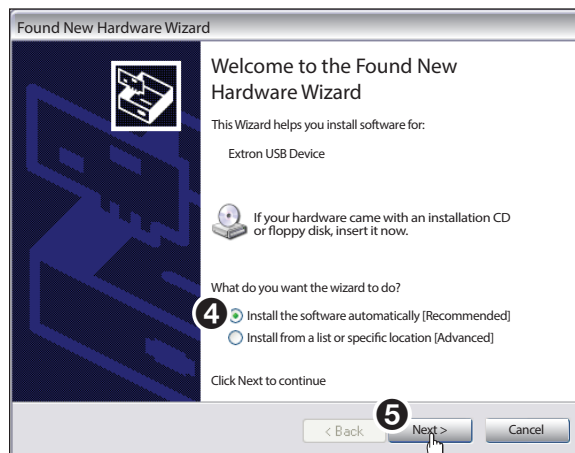 Found New Hardware Wizard
Welcome to the Found New
Hardware Wizard
This Wizard helps you install software for:
Extron USB Device
If your hardware came with an installation CD
or floppy disk, insert it now.
What do you want the wizard to do?
4 Install the software automatically [Recommended]
Install from a list or specific location [Advanced]
Click Next to continue
5
< Back Next > Cancel